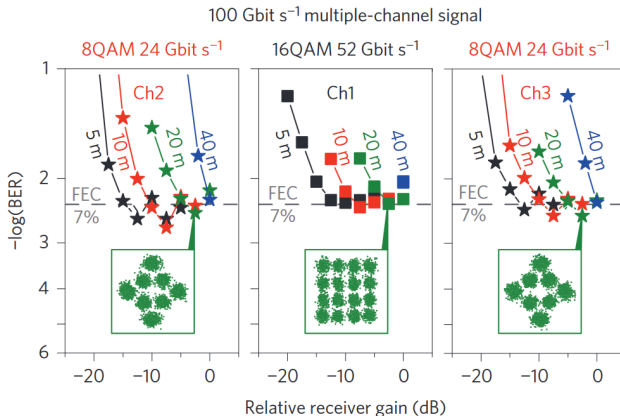 100 Gbit s⁻¹ multiple-channel signal
8QAM 24 Gbit s⁻¹
16QAM 52 Gbit s⁻¹
8QAM 24 Gbit s⁻¹
−log(BER)
1
2
3
4
5
6
Ch2
5 m
10 m
20 m
40 m
FEC
7%
Ch1
5 m
10 m
20 m
40 m
FEC
7%
Ch3
5 m
10 m
20 m
40 m
FEC
7%
−20 −10 0
−20 −10 0
−20 −10 0
Relative receiver gain (dB)